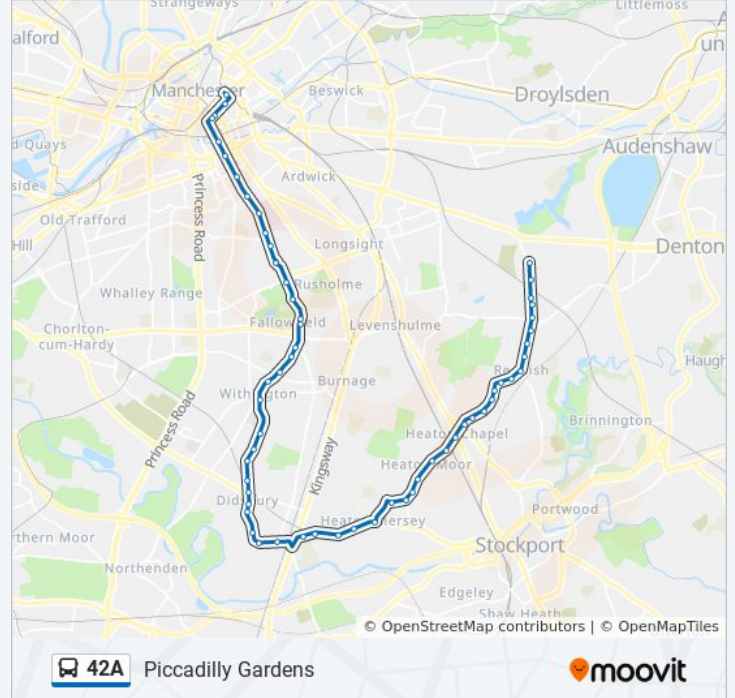 Strangeways
Littlemoss
alford
un
Manchester
Beswick
Droylsden
d Quays
Audenshaw
side
Ardwick
Princess Road
Old Trafford
Hill
Longsight
Denton
Whalley Range
Rusholme
Chorlton-
cum-Hardy
Fallowfield
Levenshulme
Haugh
Burnage
Withington
Brinnington
Princess Road
Heaton Chapel
Kingsway
Heaton Moor
Didsbury
Portwood
thern Moor
Heaton Mersey
Stockport
Northenden
Edgeley
Shaw Heath
© OpenStreetMap contributors | © OpenMapTiles
42A Piccadilly Gardens
moovit